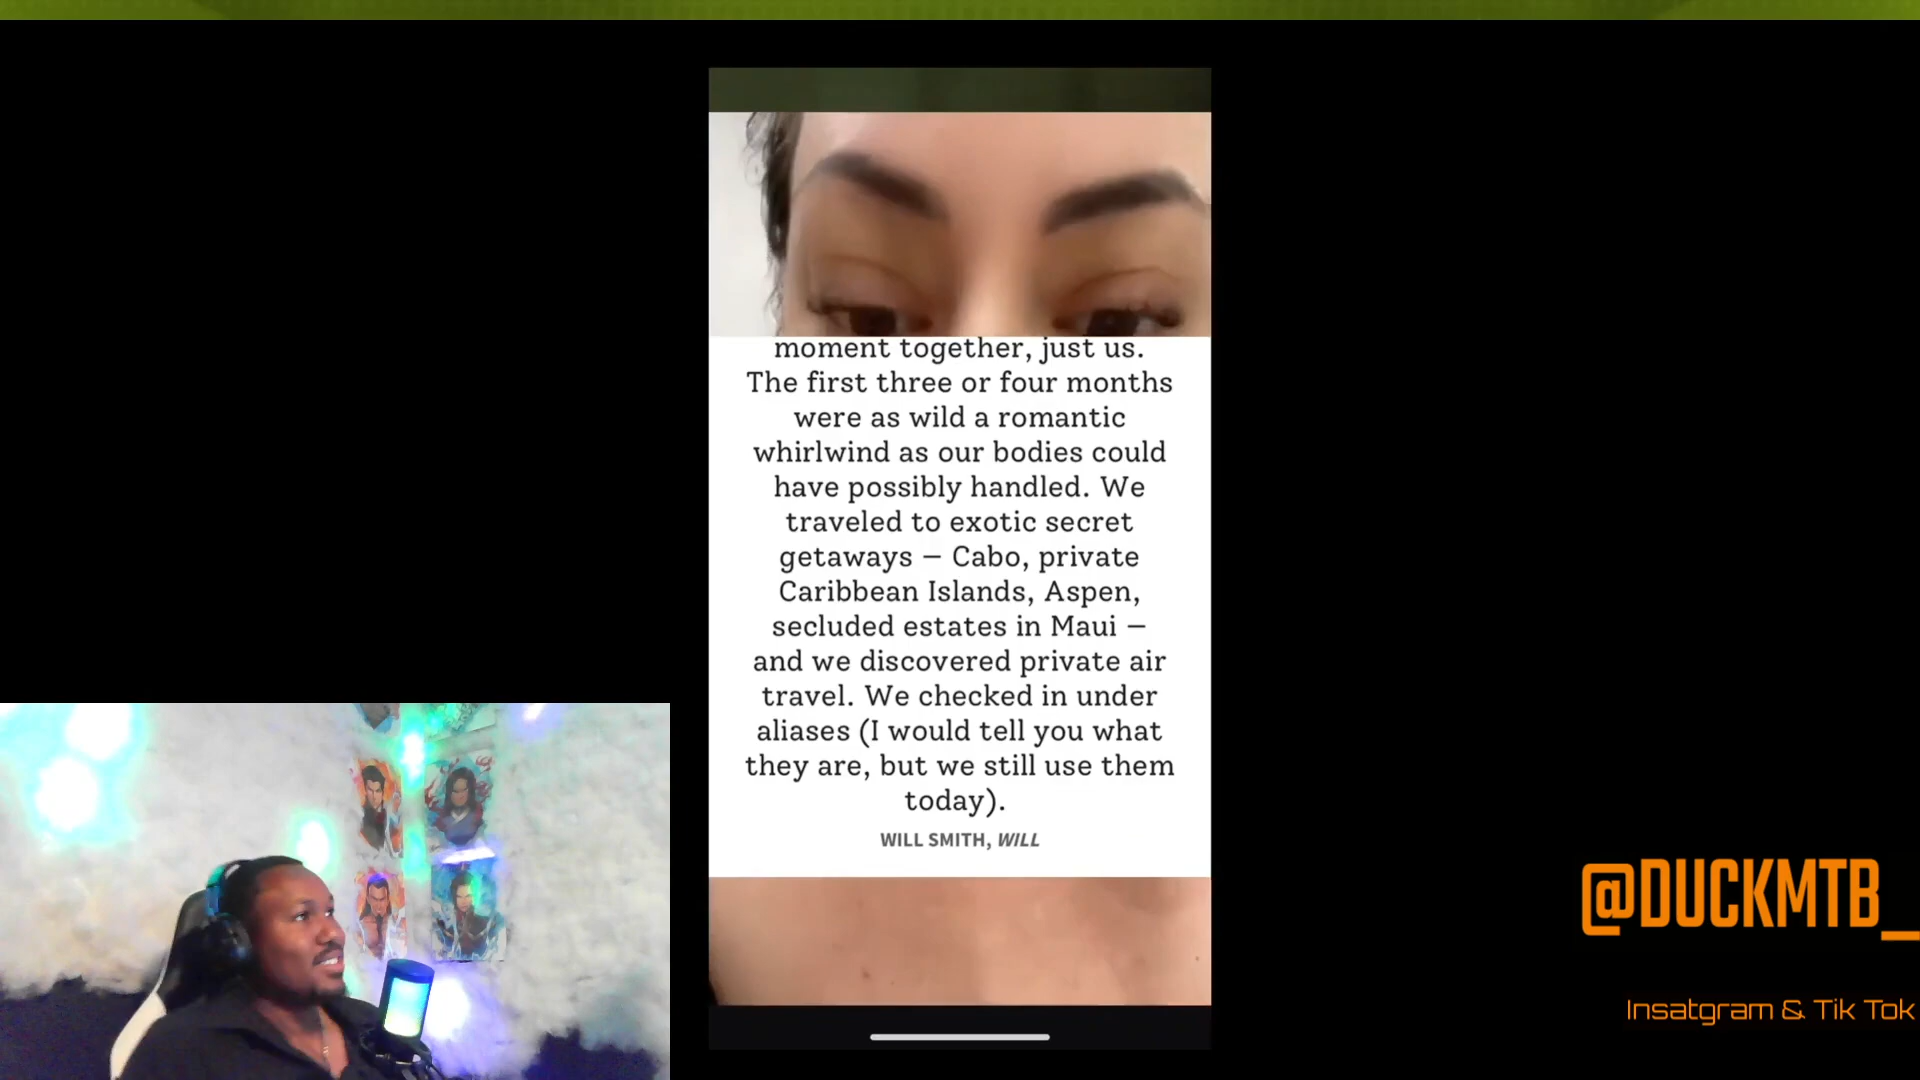 moment together, just us.
The first three or four months
were as wild a romantic
whirlwind as our bodies could
have possibly handled. We
traveled to exotic secret
getaways — Cabo, private
Caribbean Islands, Aspen,
secluded estates in Maui —
and we discovered private air
travel. We checked in under
aliases (I would tell you what
they are, but we still use them
today).
WILL SMITH, WILL
@DUCKMTB_
Insatgram & Tik Tok